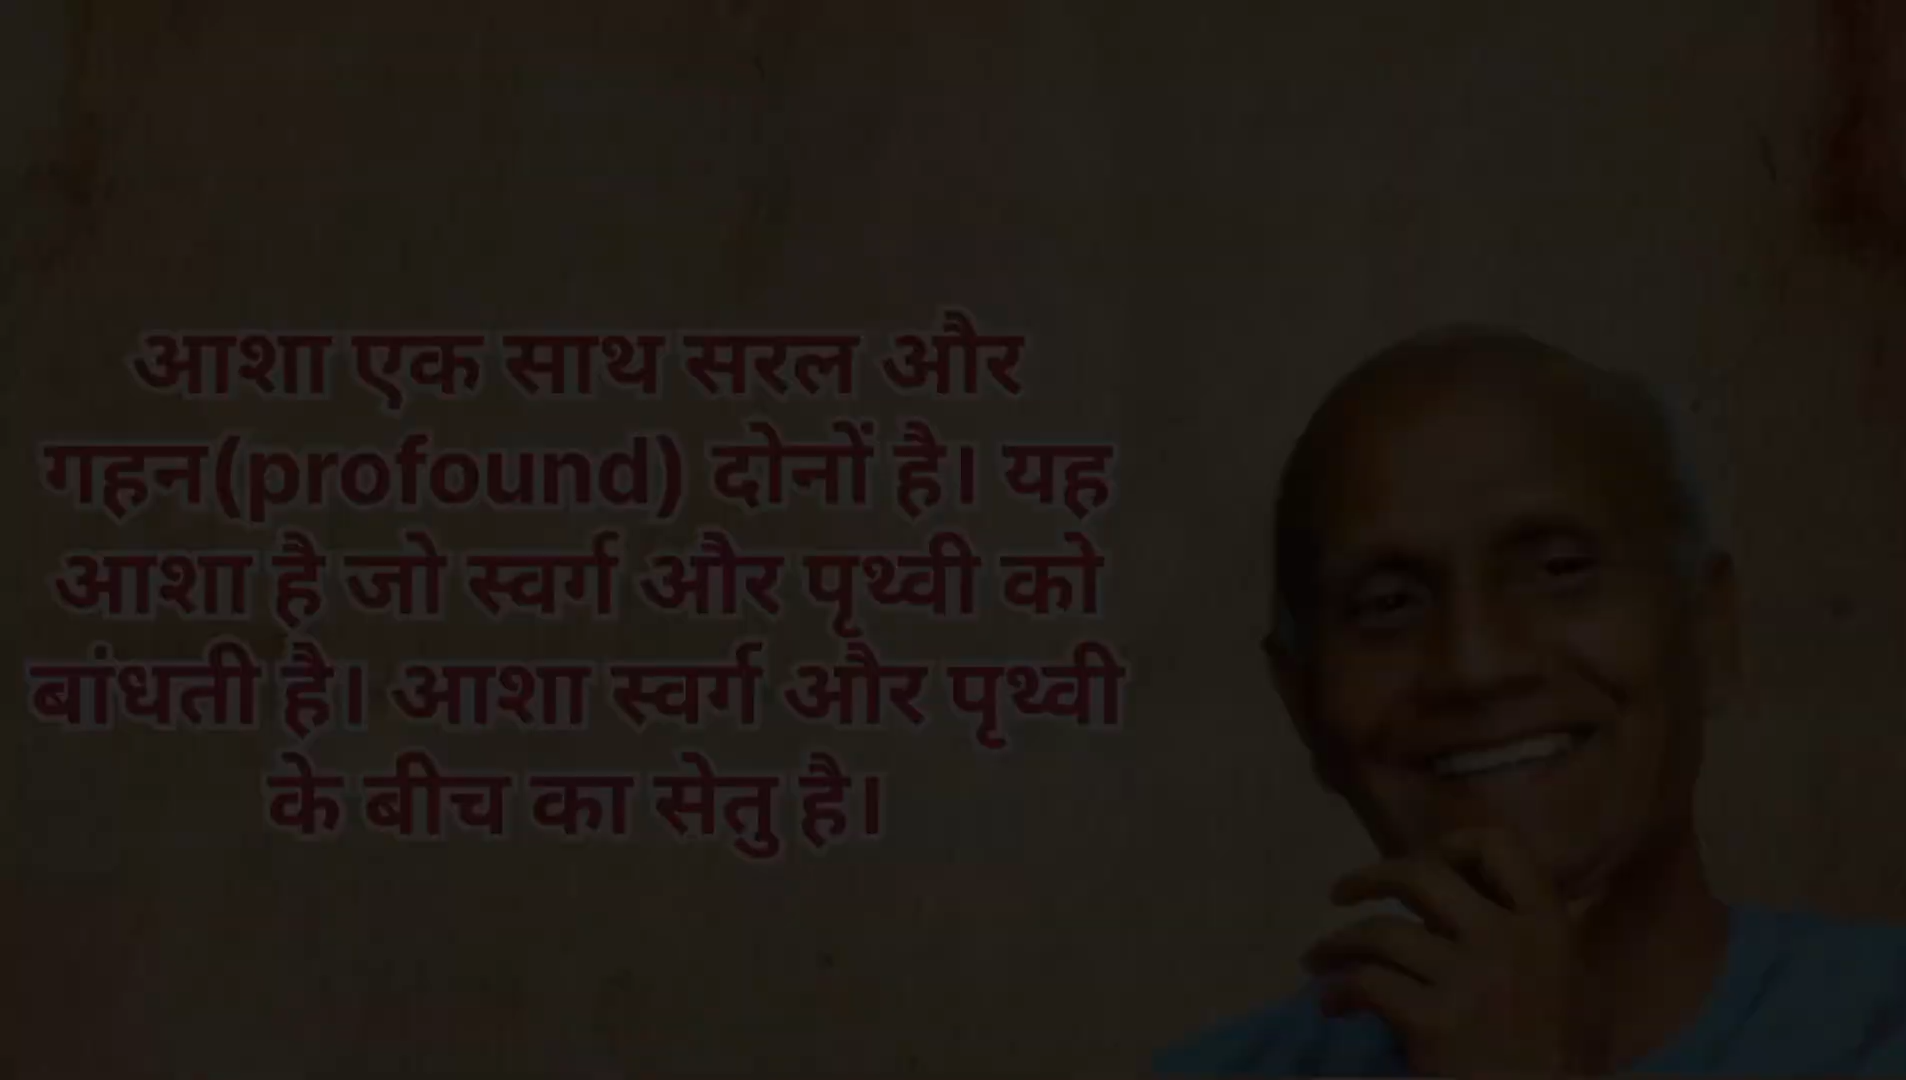 आशा एक साथ सरल और
गहन(profound) दोनों है। यह
आशा है जो स्वर्ग और पृथ्वी को
बांधती है। आशा स्वर्ग और पृथ्वी
के बीच का सेतु है।